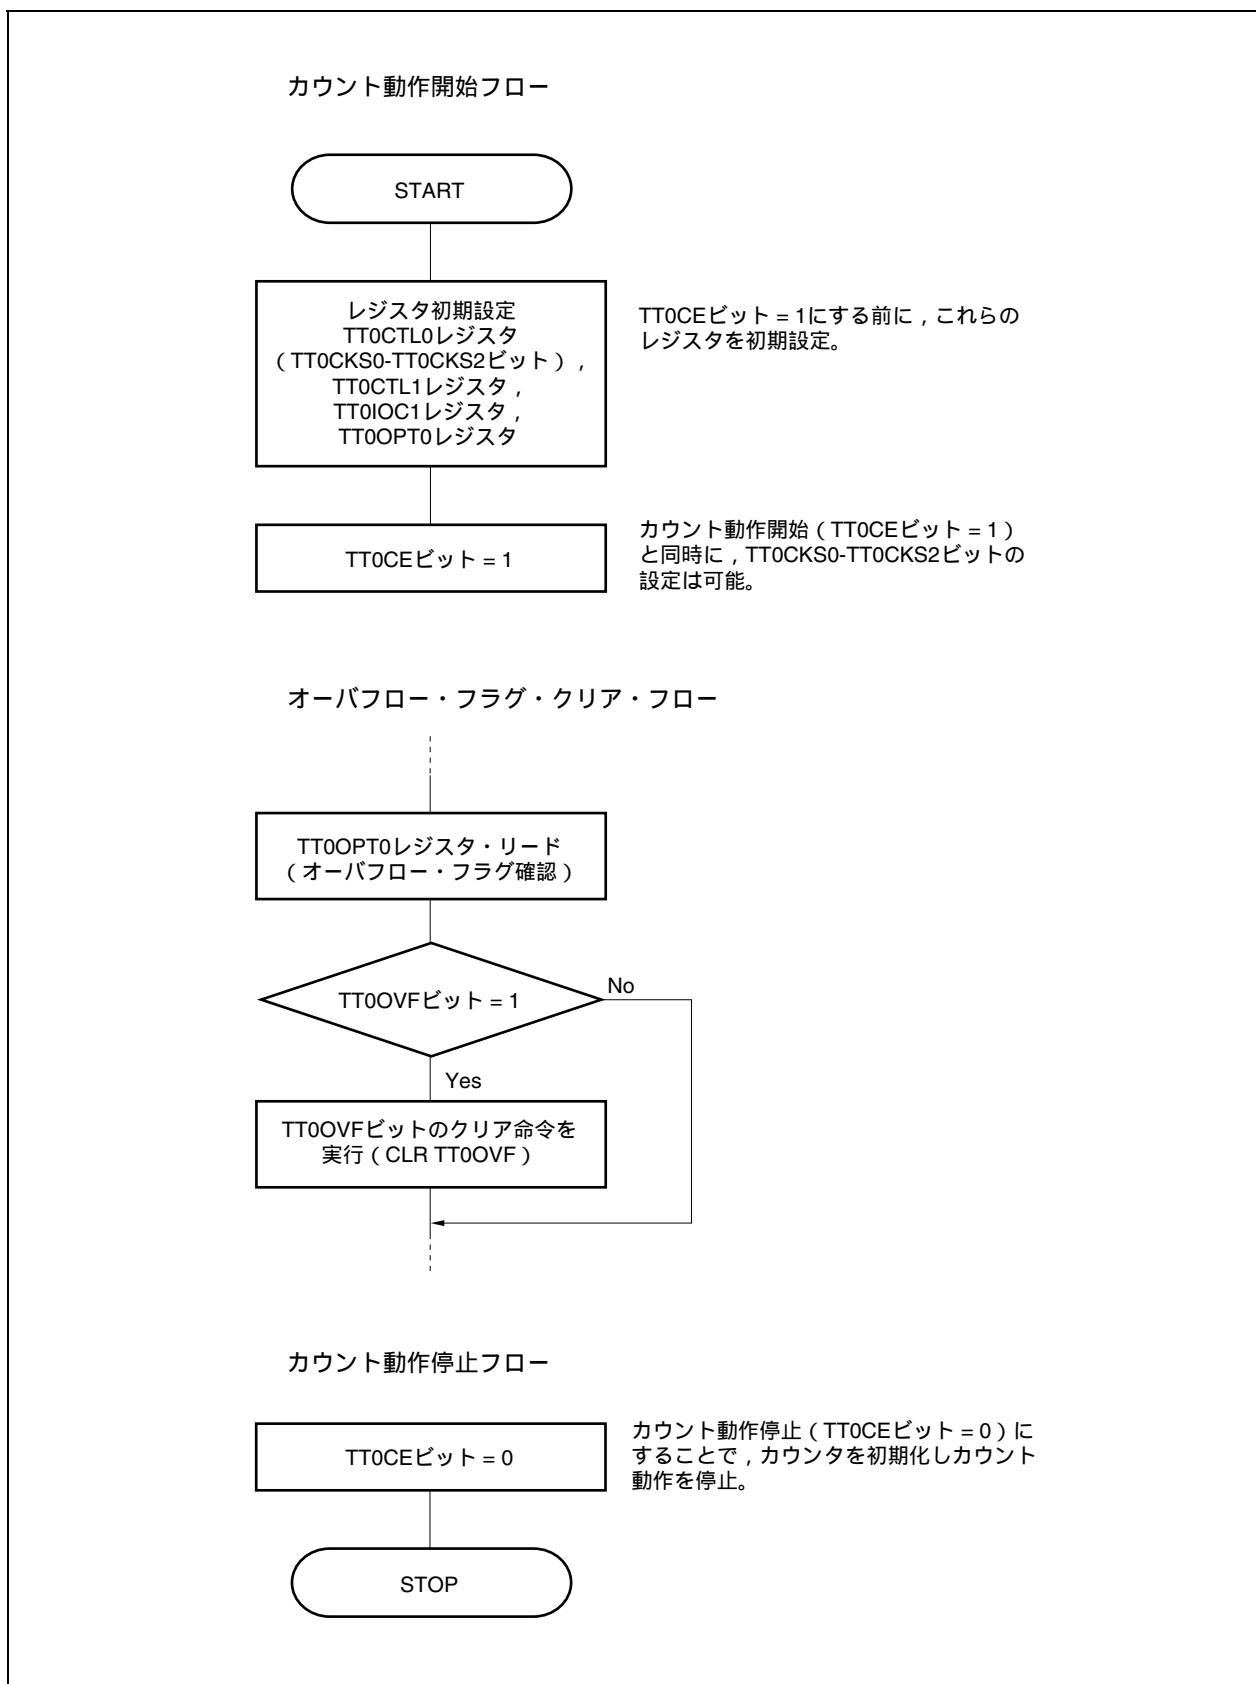 カウント動作開始フロー
START
レジスタ初期設定
TT0CTL0レジスタ
(TT0CKS0-TT0CKS2ビット),
TT0CTL1レジスタ,
TT0IOC1レジスタ,
TT0OPT0レジスタ
TT0CEビット = 1にする前に,これらの
レジスタを初期設定。
TT0CEビット = 1
カウント動作開始(TT0CEビット = 1)
と同時に,TT0CKS0-TT0CKS2ビットの
設定は可能。
オーバフロー・フラグ・クリア・フロー
TT0OPT0レジスタ・リード
(オーバフロー・フラグ確認)
TT0OVFビット = 1
No
Yes
TT0OVFビットのクリア命令を
実行(CLR TT0OVF)
カウント動作停止フロー
TT0CEビット = 0
カウント動作停止(TT0CEビット = 0)に
することで,カウンタを初期化しカウント
動作を停止。
STOP